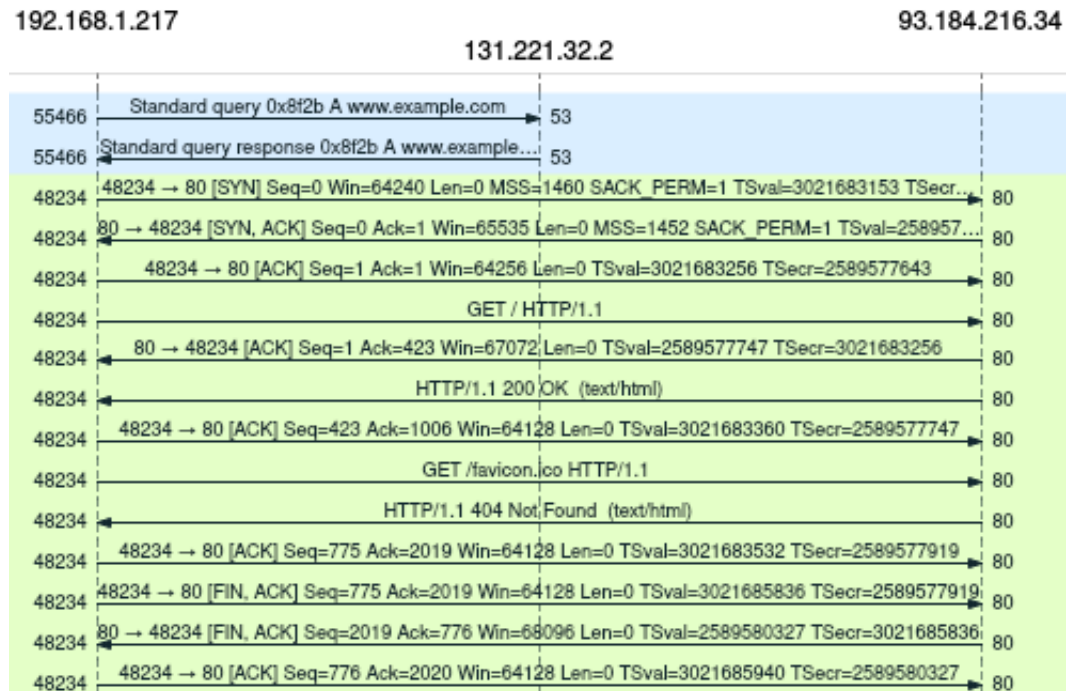 192.168.1.217 93.184.216.34
131.221.32.2
Standard query 0x8f2b A www.example.com
55466 53
Standard query response 0x8f2b A www.example...
55466 53
48234 → 80 [SYN] Seq=0 Win=64240 Len=0 MSS=1460 SACK_PERM=1 TSval=3021683153 TSecr...
48234 80
80 → 48234 [SYN, ACK] Seq=0 Ack=1 Win=65535 Len=0 MSS=1452 SACK_PERM=1 TSval=258957...
48234 80
48234 → 80 [ACK] Seq=1 Ack=1 Win=64256 Len=0 TSval=3021683256 TSecr=2589577643
48234 80
GET / HTTP/1.1
48234 80
80 → 48234 [ACK] Seq=1 Ack=423 Win=67072 Len=0 TSval=2589577747 TSecr=3021683256
48234 80
HTTP/1.1 200 OK (text/html)
48234 80
48234 → 80 [ACK] Seq=423 Ack=1006 Win=64128 Len=0 TSval=3021683360 TSecr=2589577747
48234 80
GET /favicon.ico HTTP/1.1
48234 80
HTTP/1.1 404 Not Found (text/html)
48234 80
48234 → 80 [ACK] Seq=775 Ack=2019 Win=64128 Len=0 TSval=3021683532 TSecr=2589577919
48234 80
48234 → 80 [FIN, ACK] Seq=775 Ack=2019 Win=64128 Len=0 TSval=3021685836 TSecr=2589577919
48234 80
80 → 48234 [FIN, ACK] Seq=2019 Ack=776 Win=68096 Len=0 TSval=2589580327 TSecr=3021685836
48234 80
48234 → 80 [ACK] Seq=776 Ack=2020 Win=64128 Len=0 TSval=3021685940 TSecr=2589580327
48234 80